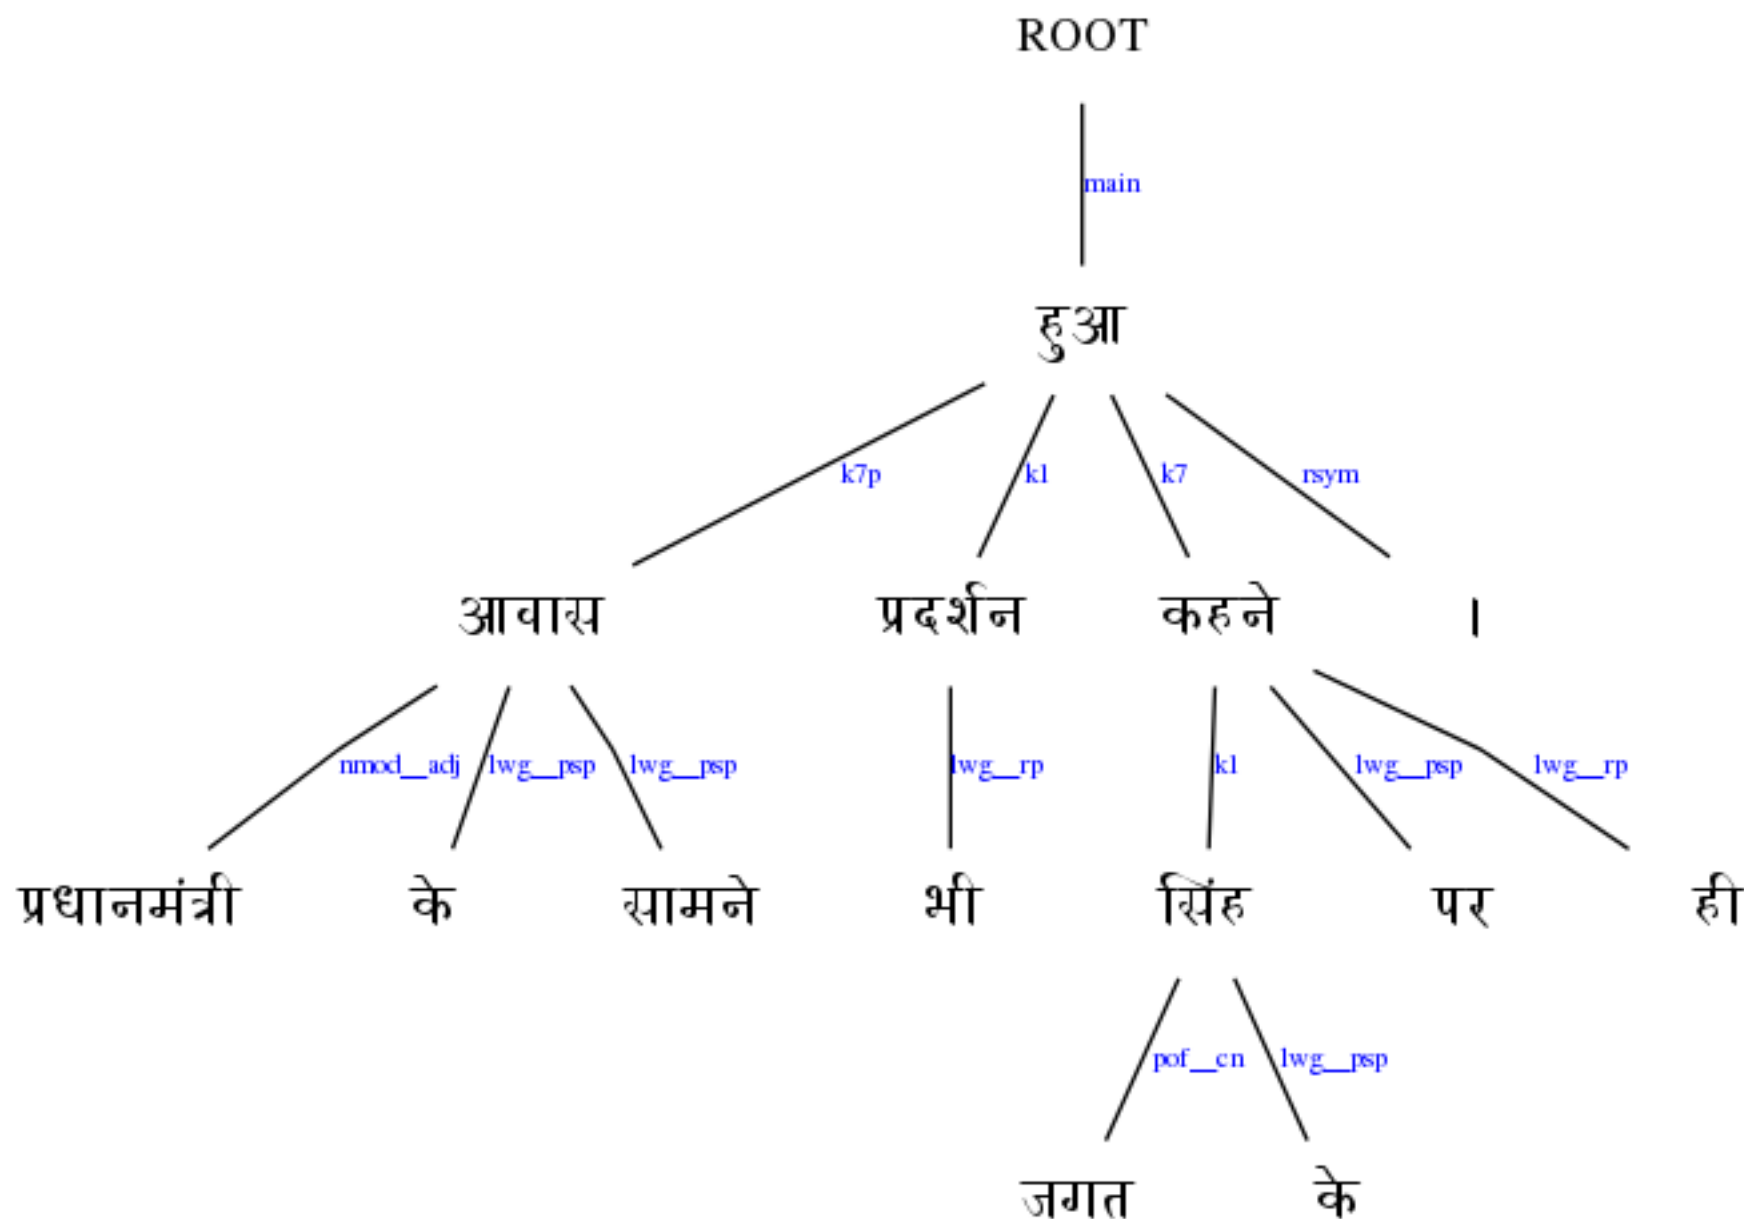 ROOT
main
हुआ
k7p k1 k7 rsym
आवास प्रदर्शन कहने ।
nmod__adj lwg__psp lwg__psp lwg__rp k1 lwg__psp lwg__rp
प्रधानमंत्री के सामने भी सिंह पर ही
pof__cn lwg__psp
जगत के